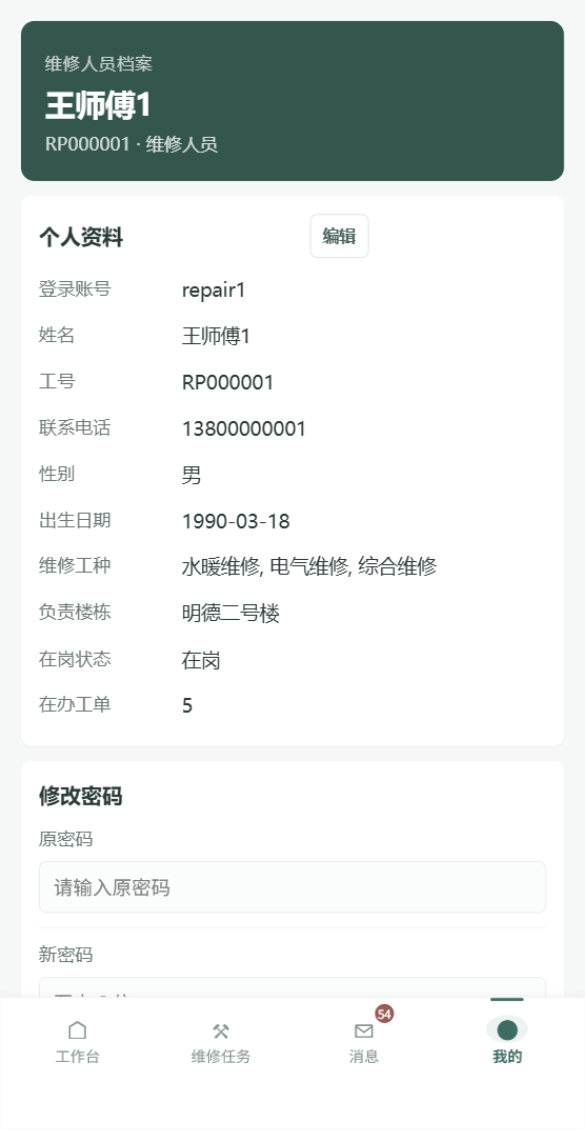 维修人员档案
王师傅1
RP000001 · 维修人员
个人资料
编辑
登录账号 repair1
姓名 王师傅1
工号 RP000001
联系电话 13800000001
性别 男
出生日期 1990-03-18
维修工种 水暖维修, 电气维修, 综合维修
负责楼栋 明德二号楼
在岗状态 在岗
在办工单 5
修改密码
原密码
请输入原密码
新密码
54
工作台 维修任务 消息 我的